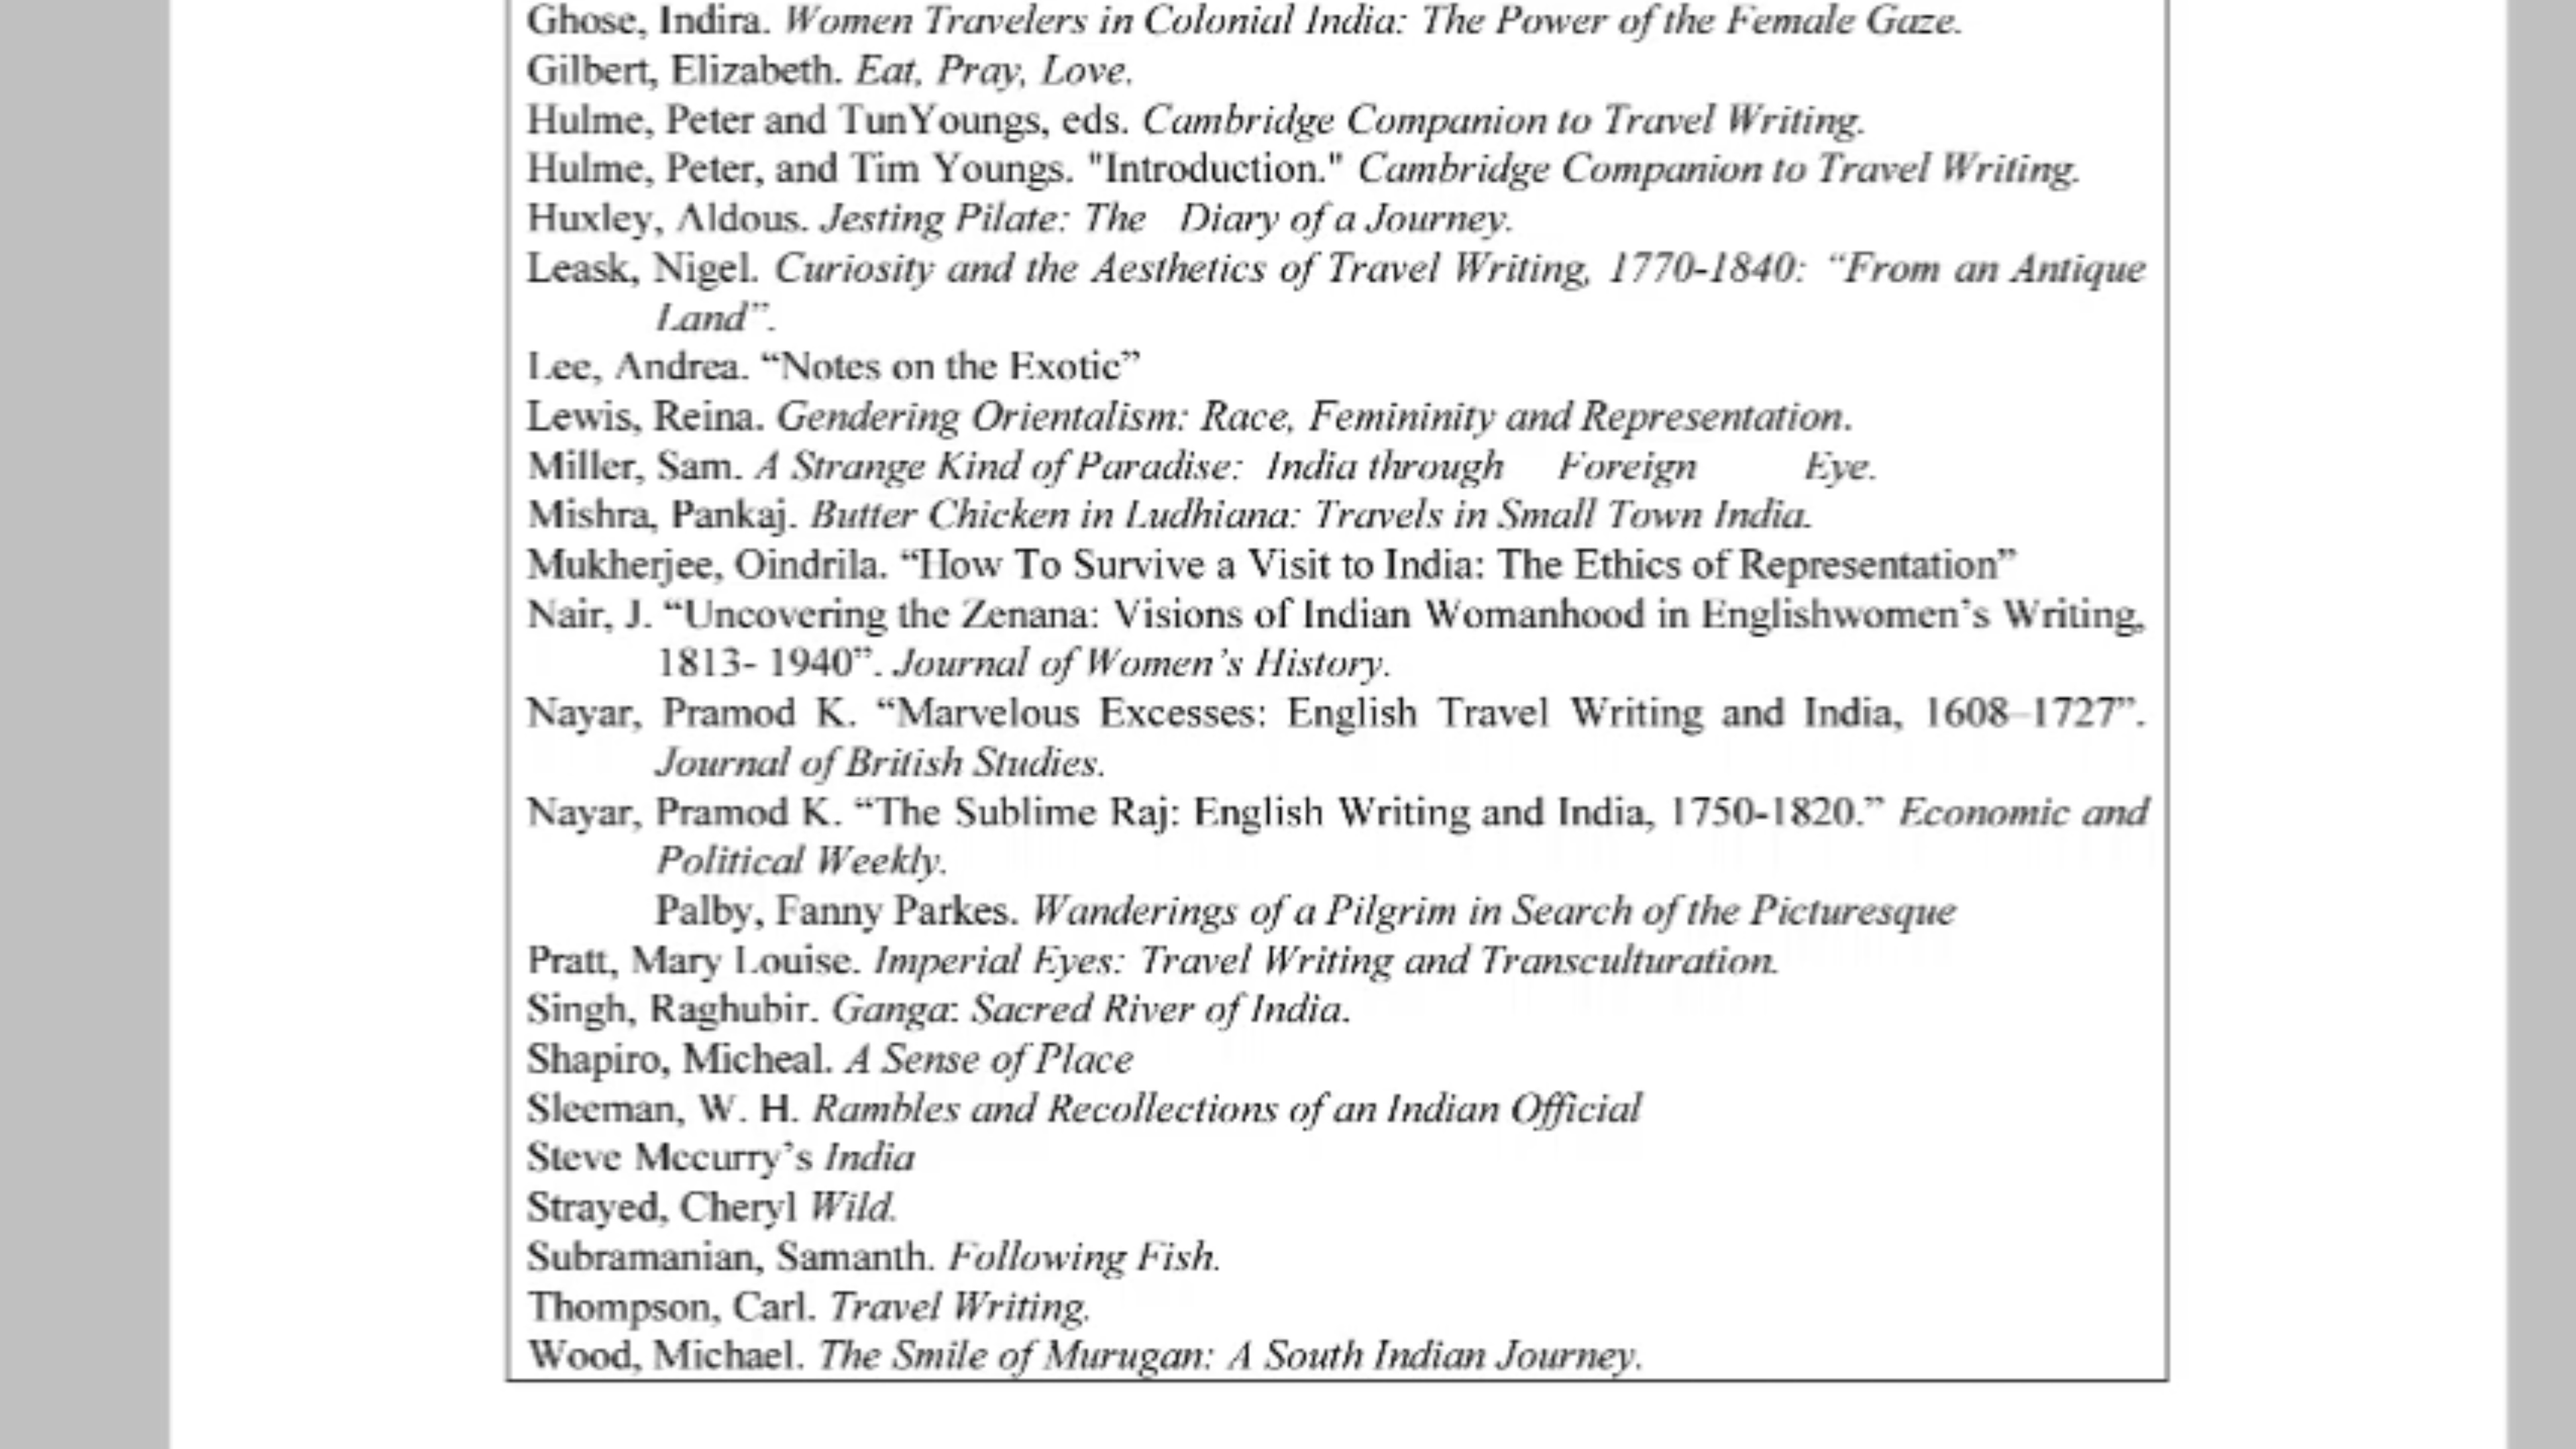 Ghose, Indira. Women Travelers in Colonial India: The Power of the Female Gaze.
Gilbert, Elizabeth. Eat, Pray, Love.
Hulme, Peter and TunYoungs, eds. Cambridge Companion to Travel Writing.
Hulme, Peter, and Tim Youngs. "Introduction." Cambridge Companion to Travel Writing.
Huxley, Aldous. Jesting Pilate: The Diary of a Journey.
Leask, Nigel. Curiosity and the Aesthetics of Travel Writing, 1770-1840: “From an Antique
Land”.
Lee, Andrea. “Notes on the Exotic”
Lewis, Reina. Gendering Orientalism: Race, Femininity and Representation.
Miller, Sam. A Strange Kind of Paradise: India through Foreign Eye.
Mishra, Pankaj. Butter Chicken in Ludhiana: Travels in Small Town India.
Mukherjee, Oindrila. “How To Survive a Visit to India: The Ethics of Representation”
Nair, J. “Uncovering the Zenana: Visions of Indian Womanhood in Englishwomen’s Writing,
1813- 1940”. Journal of Women’s History.
Nayar, Pramod K. “Marvelous Excesses: English Travel Writing and India, 1608–1727”.
Journal of British Studies.
Nayar, Pramod K. “The Sublime Raj: English Writing and India, 1750-1820.” Economic and
Political Weekly.
Palby, Fanny Parkes. Wanderings of a Pilgrim in Search of the Picturesque
Pratt, Mary Louise. Imperial Eyes: Travel Writing and Transculturation.
Singh, Raghubir. Ganga: Sacred River of India.
Shapiro, Micheal. A Sense of Place
Sleeman, W. H. Rambles and Recollections of an Indian Official
Steve Mccurry’s India
Strayed, Cheryl Wild.
Subramanian, Samanth. Following Fish.
Thompson, Carl. Travel Writing.
Wood, Michael. The Smile of Murugan: A South Indian Journey.